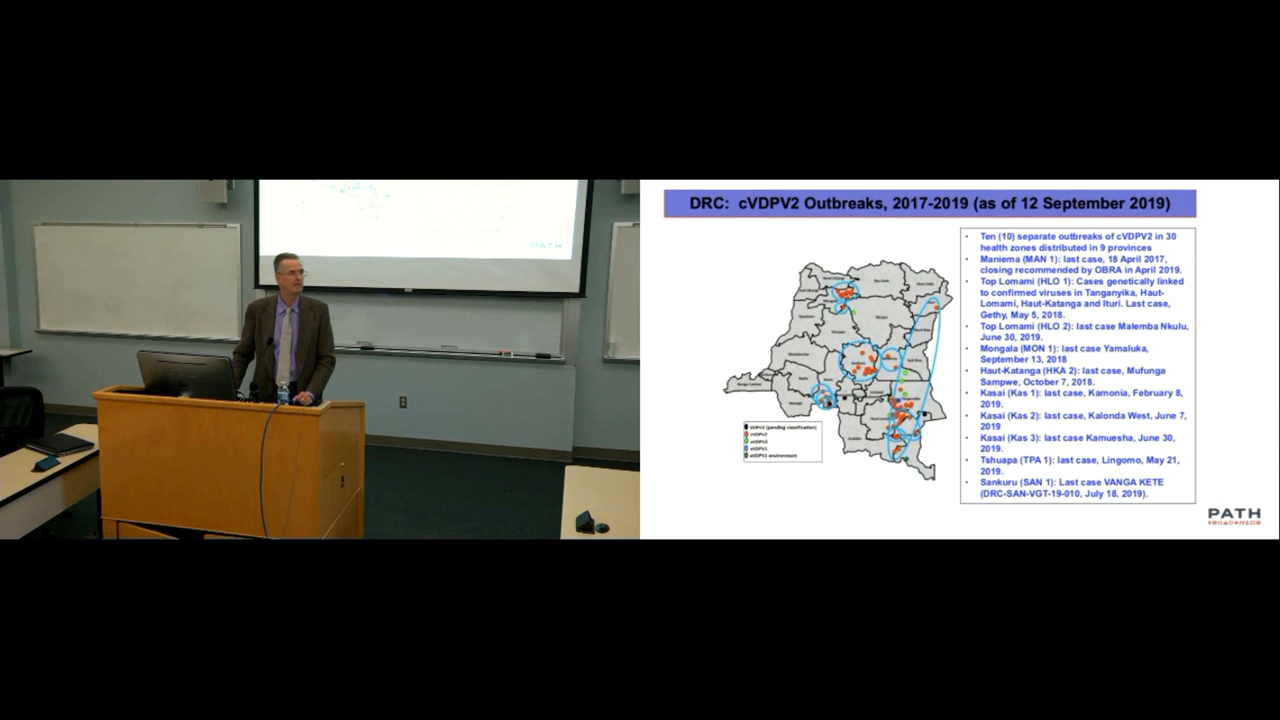 PATH
DRC: cVDPV2 Outbreaks, 2017-2019 (as of 12 September 2019)
• Ten (10) separate outbreaks of cVDPV2 in 30
health zones distributed in 9 provinces
• Maniema (MAN 1): last case, 18 April 2017,
closing recommended by OBRA in April 2019.
• Top Lomami (HLO 1): Cases genetically linked
to confirmed viruses in Tanganyika, Haut-
Lomami, Haut-Katanga and Ituri. Last case,
Gethy, May 5, 2018.
• Top Lomami (HLO 2): last case Malemba Nkulu,
June 30, 2019.
• Mongala (MON 1): last case Yamaluka,
September 13, 2018
• Haut-Katanga (HKA 2): last case, Mufunga
Sampwe, October 7, 2018.
• Kasai (Kas 1): last case, Kamonia, February 8,
2019.
• Kasai (Kas 2): last case, Kalonda West, June 7,
2019
• Kasai (Kas 3): last case Kamuesha, June 30,
2019.
• Tshuapa (TPA 1): last case, Lingomo, May 21,
2019.
• Sankuru (SAN 1): Last case VANGA KETE
(DRC-SAN-VGT-19-010, July 18, 2019).
VDPV2 (pending classification)
cVDPV2
aVDPV2 environment
PATH